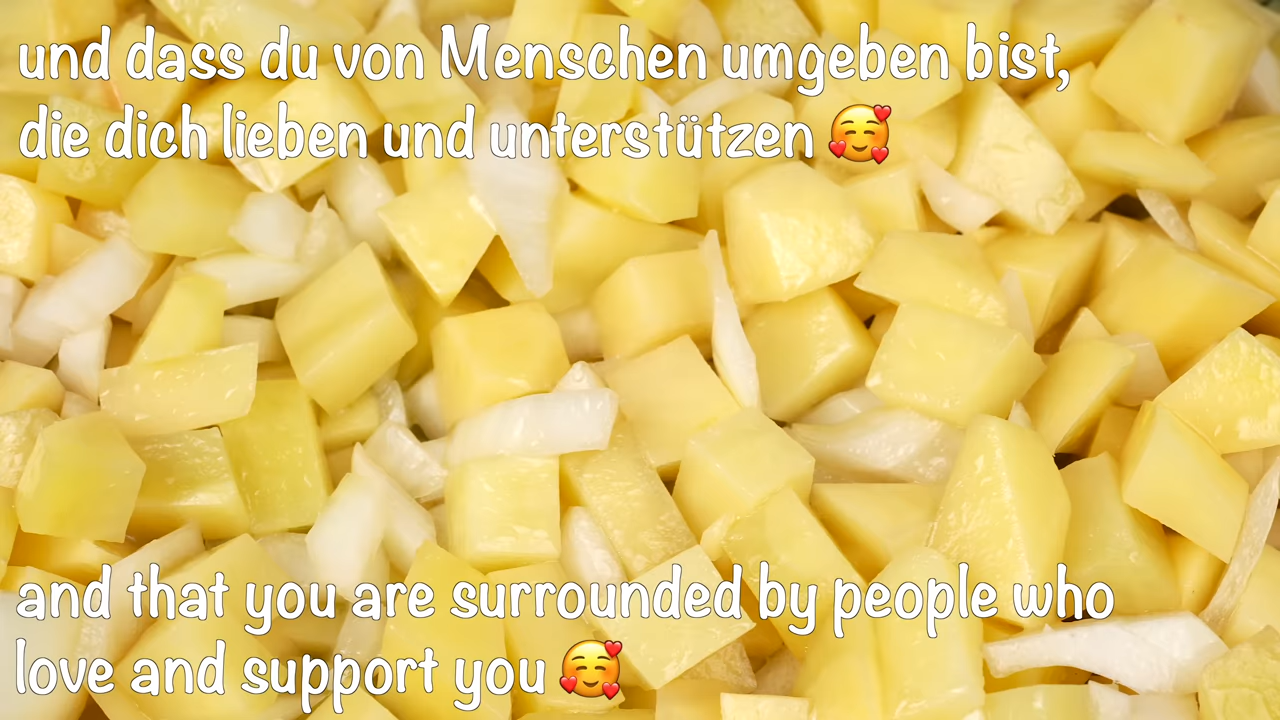 und dass du von Menschen umgeben bist,
die dich lieben und unterstützen 🥰
and that you are surrounded by people who
love and support you 🥰